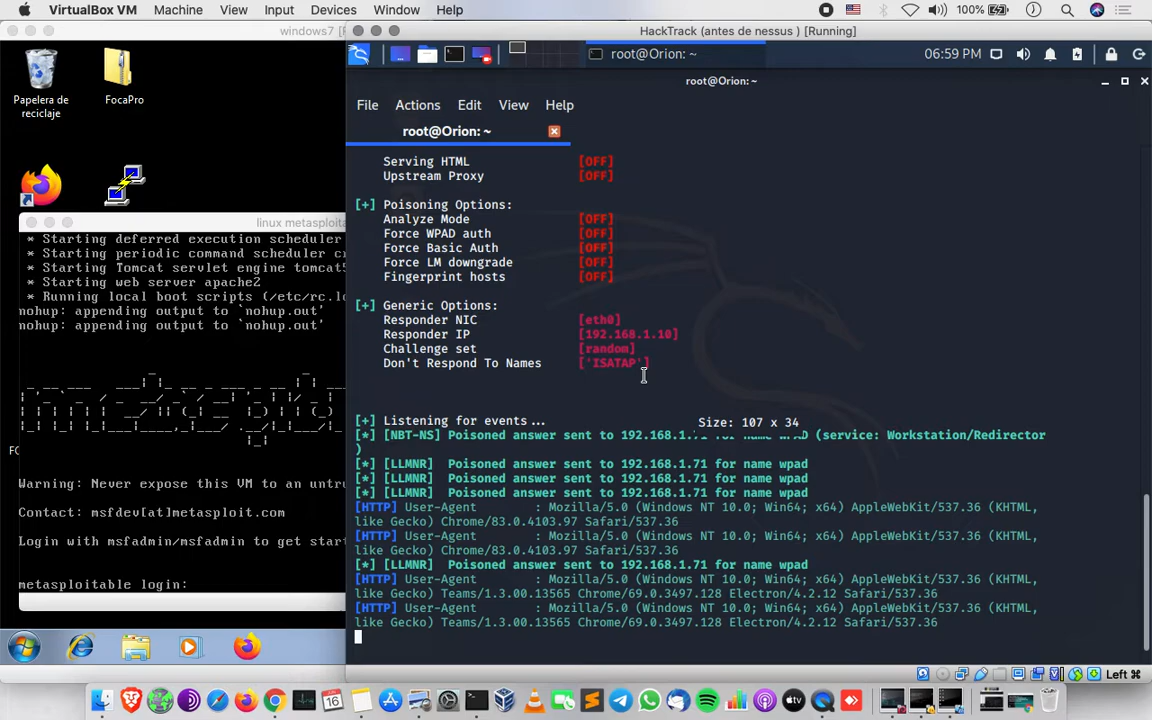 VirtualBox VM Machine View Input Devices Window Help 100%
windows7
HackTrack (antes de nessus) [Running]
root@Orion: ~ 06:59 PM
root@Orion: ~
File Actions Edit View Help
root@Orion: ~
Papelera de
reciclaje
FocaPro
Serving HTML [OFF]
Upstream Proxy [OFF]
[+] Poisoning Options:
Analyze Mode [OFF]
Force WPAD auth [OFF]
Force Basic Auth [OFF]
Force LM downgrade [OFF]
Fingerprint hosts [OFF]
[+] Generic Options:
Responder NIC [eth0]
Responder IP [192.168.1.10]
Challenge set [random]
Don't Respond To Names ['ISATAP']
[+] Listening for events...
Size: 107 x 34
[*] [NBT-NS] Poisoned answer sent to 192.168.1.71 for name WPAD (service: Workstation/Redirector
)
[*] [LLMNR] Poisoned answer sent to 192.168.1.71 for name wpad
[*] [LLMNR] Poisoned answer sent to 192.168.1.71 for name wpad
[*] [LLMNR] Poisoned answer sent to 192.168.1.71 for name wpad
[HTTP] User-Agent : Mozilla/5.0 (Windows NT 10.0; Win64; x64) AppleWebKit/537.36 (KHTML,
like Gecko) Chrome/83.0.4103.97 Safari/537.36
[HTTP] User-Agent : Mozilla/5.0 (Windows NT 10.0; Win64; x64) AppleWebKit/537.36 (KHTML,
like Gecko) Chrome/83.0.4103.97 Safari/537.36
[*] [LLMNR] Poisoned answer sent to 192.168.1.71 for name wpad
[HTTP] User-Agent : Mozilla/5.0 (Windows NT 10.0; Win64; x64) AppleWebKit/537.36 (KHTML,
like Gecko) Teams/1.3.00.13565 Chrome/69.0.3497.128 Electron/4.2.12 Safari/537.36
[HTTP] User-Agent : Mozilla/5.0 (Windows NT 10.0; Win64; x64) AppleWebKit/537.36 (KHTML,
like Gecko) Teams/1.3.00.13565 Chrome/69.0.3497.128 Electron/4.2.12 Safari/537.36
linux metasploita
* Starting deferred execution scheduler
* Starting periodic command scheduler cr
* Starting Tomcat servlet engine tomcat5
* Starting web server apache2
* Running local boot scripts (/etc/rc.lo
nohup: appending output to `nohup.out'
nohup: appending output to `nohup.out'
FO
Warning: Never expose this VM to an untru
Contact: msfdev[at]metasploit.com
Login with msfadmin/msfadmin to get start
metasploitable login:
Left ⌘
16